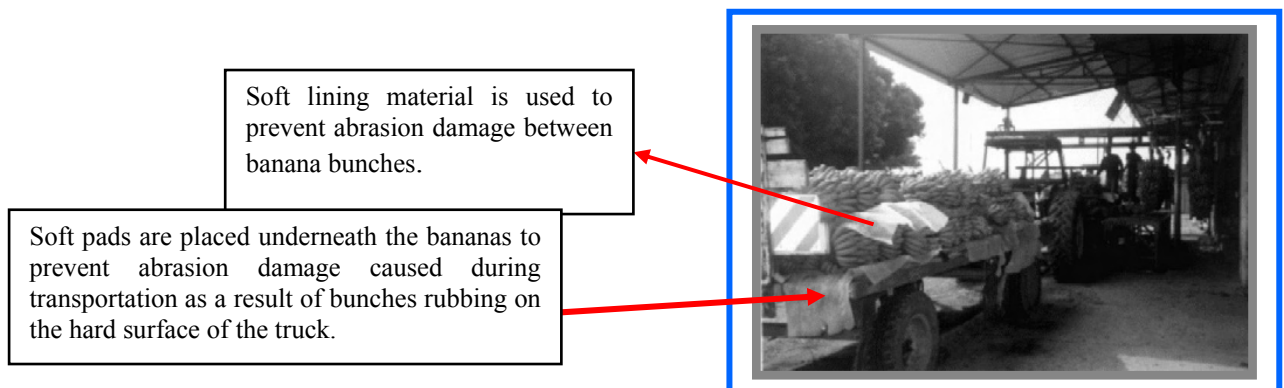 Soft lining material is used to
prevent abrasion damage between
banana bunches.
Soft pads are placed underneath the bananas to
prevent abrasion damage caused during
transportation as a result of bunches rubbing on
the hard surface of the truck.